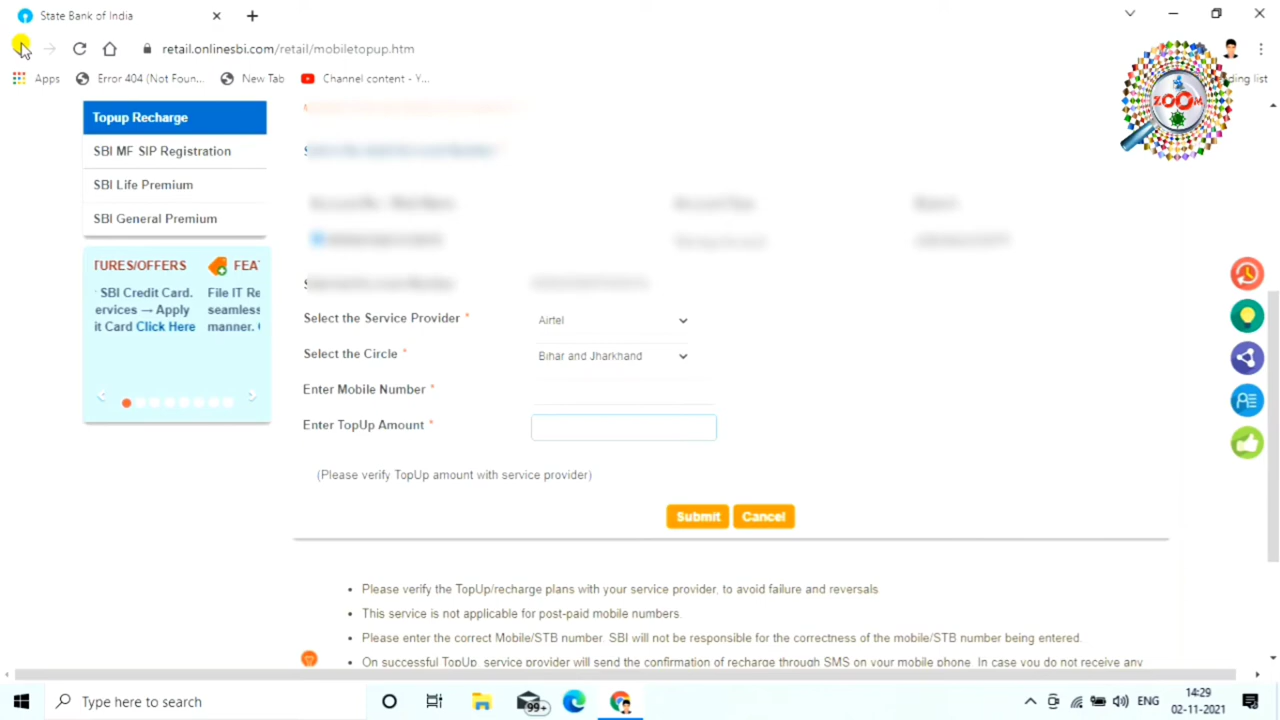 State Bank of India
retail.onlinesbi.com/retail/mobiletopup.htm
Apps
Error 404 (Not Foun...
New Tab
Channel content - Y...
ding list
ZOOM
Topup Recharge
SBI MF SIP Registration
SBI Life Premium
SBI General Premium
TURES/OFFERS
FEA
SBI Credit Card.
ervices → Apply
it Card Click Here
File IT Re
seamless
manner.
Select the Service Provider *
Airtel
Select the Circle *
Bihar and Jharkhand
Enter Mobile Number *
Enter TopUp Amount *
(Please verify TopUp amount with service provider)
Submit
Cancel
• Please verify the TopUp/recharge plans with your service provider, to avoid failure and reversals
• This service is not applicable for post-paid mobile numbers.
• Please enter the correct Mobile/STB number. SBI will not be responsible for the correctness of the mobile/STB number being entered.
• On successful TopUp, service provider will send the confirmation of recharge through SMS on your mobile phone. In case you do not receive any
Type here to search
99+
ENG
14:29
02-11-2021